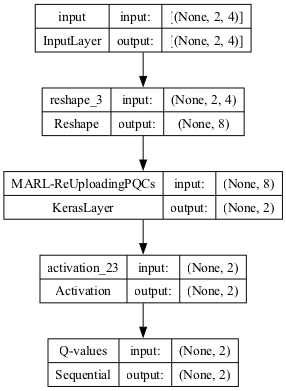 input input: [(None, 2, 4)]
InputLayer output: [(None, 2, 4)]
reshape_3 input: (None, 2, 4)
Reshape output: (None, 8)
MARL-ReUploadingPQCs input: (None, 8)
KerasLayer output: (None, 2)
activation_23 input: (None, 2)
Activation output: (None, 2)
Q-values input: (None, 2)
Sequential output: (None, 2)